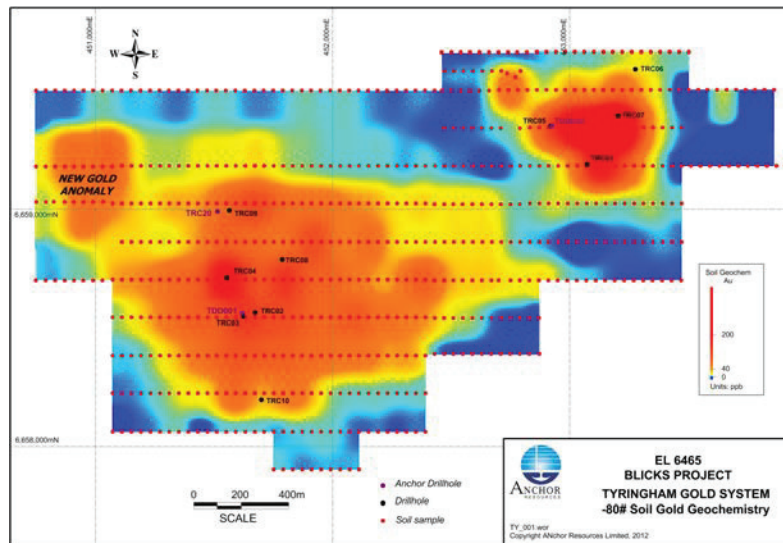 451,000mE
452,000mE
,000mE
N
W E
S
TRC06
TRC05
TRC07
NEW GOLD
ANOMALY
TRC20
TRC09
6,659,000mN
TRC08
TRC04
TDD001
TRC02
TRC03
TRC10
6,658,000mN
Soil Geochem
Au
200
40
0
Units: ppb
Anchor Drillhole
Drillhole
Soil sample
0 200 400m
SCALE
ANCHOR
RESOURCES
EL 6465
BLICKS PROJECT
TYRINGHAM GOLD SYSTEM
-80# Soil Gold Geochemistry
TY_001.wor
Copyright ANchor Resources Limited, 2012